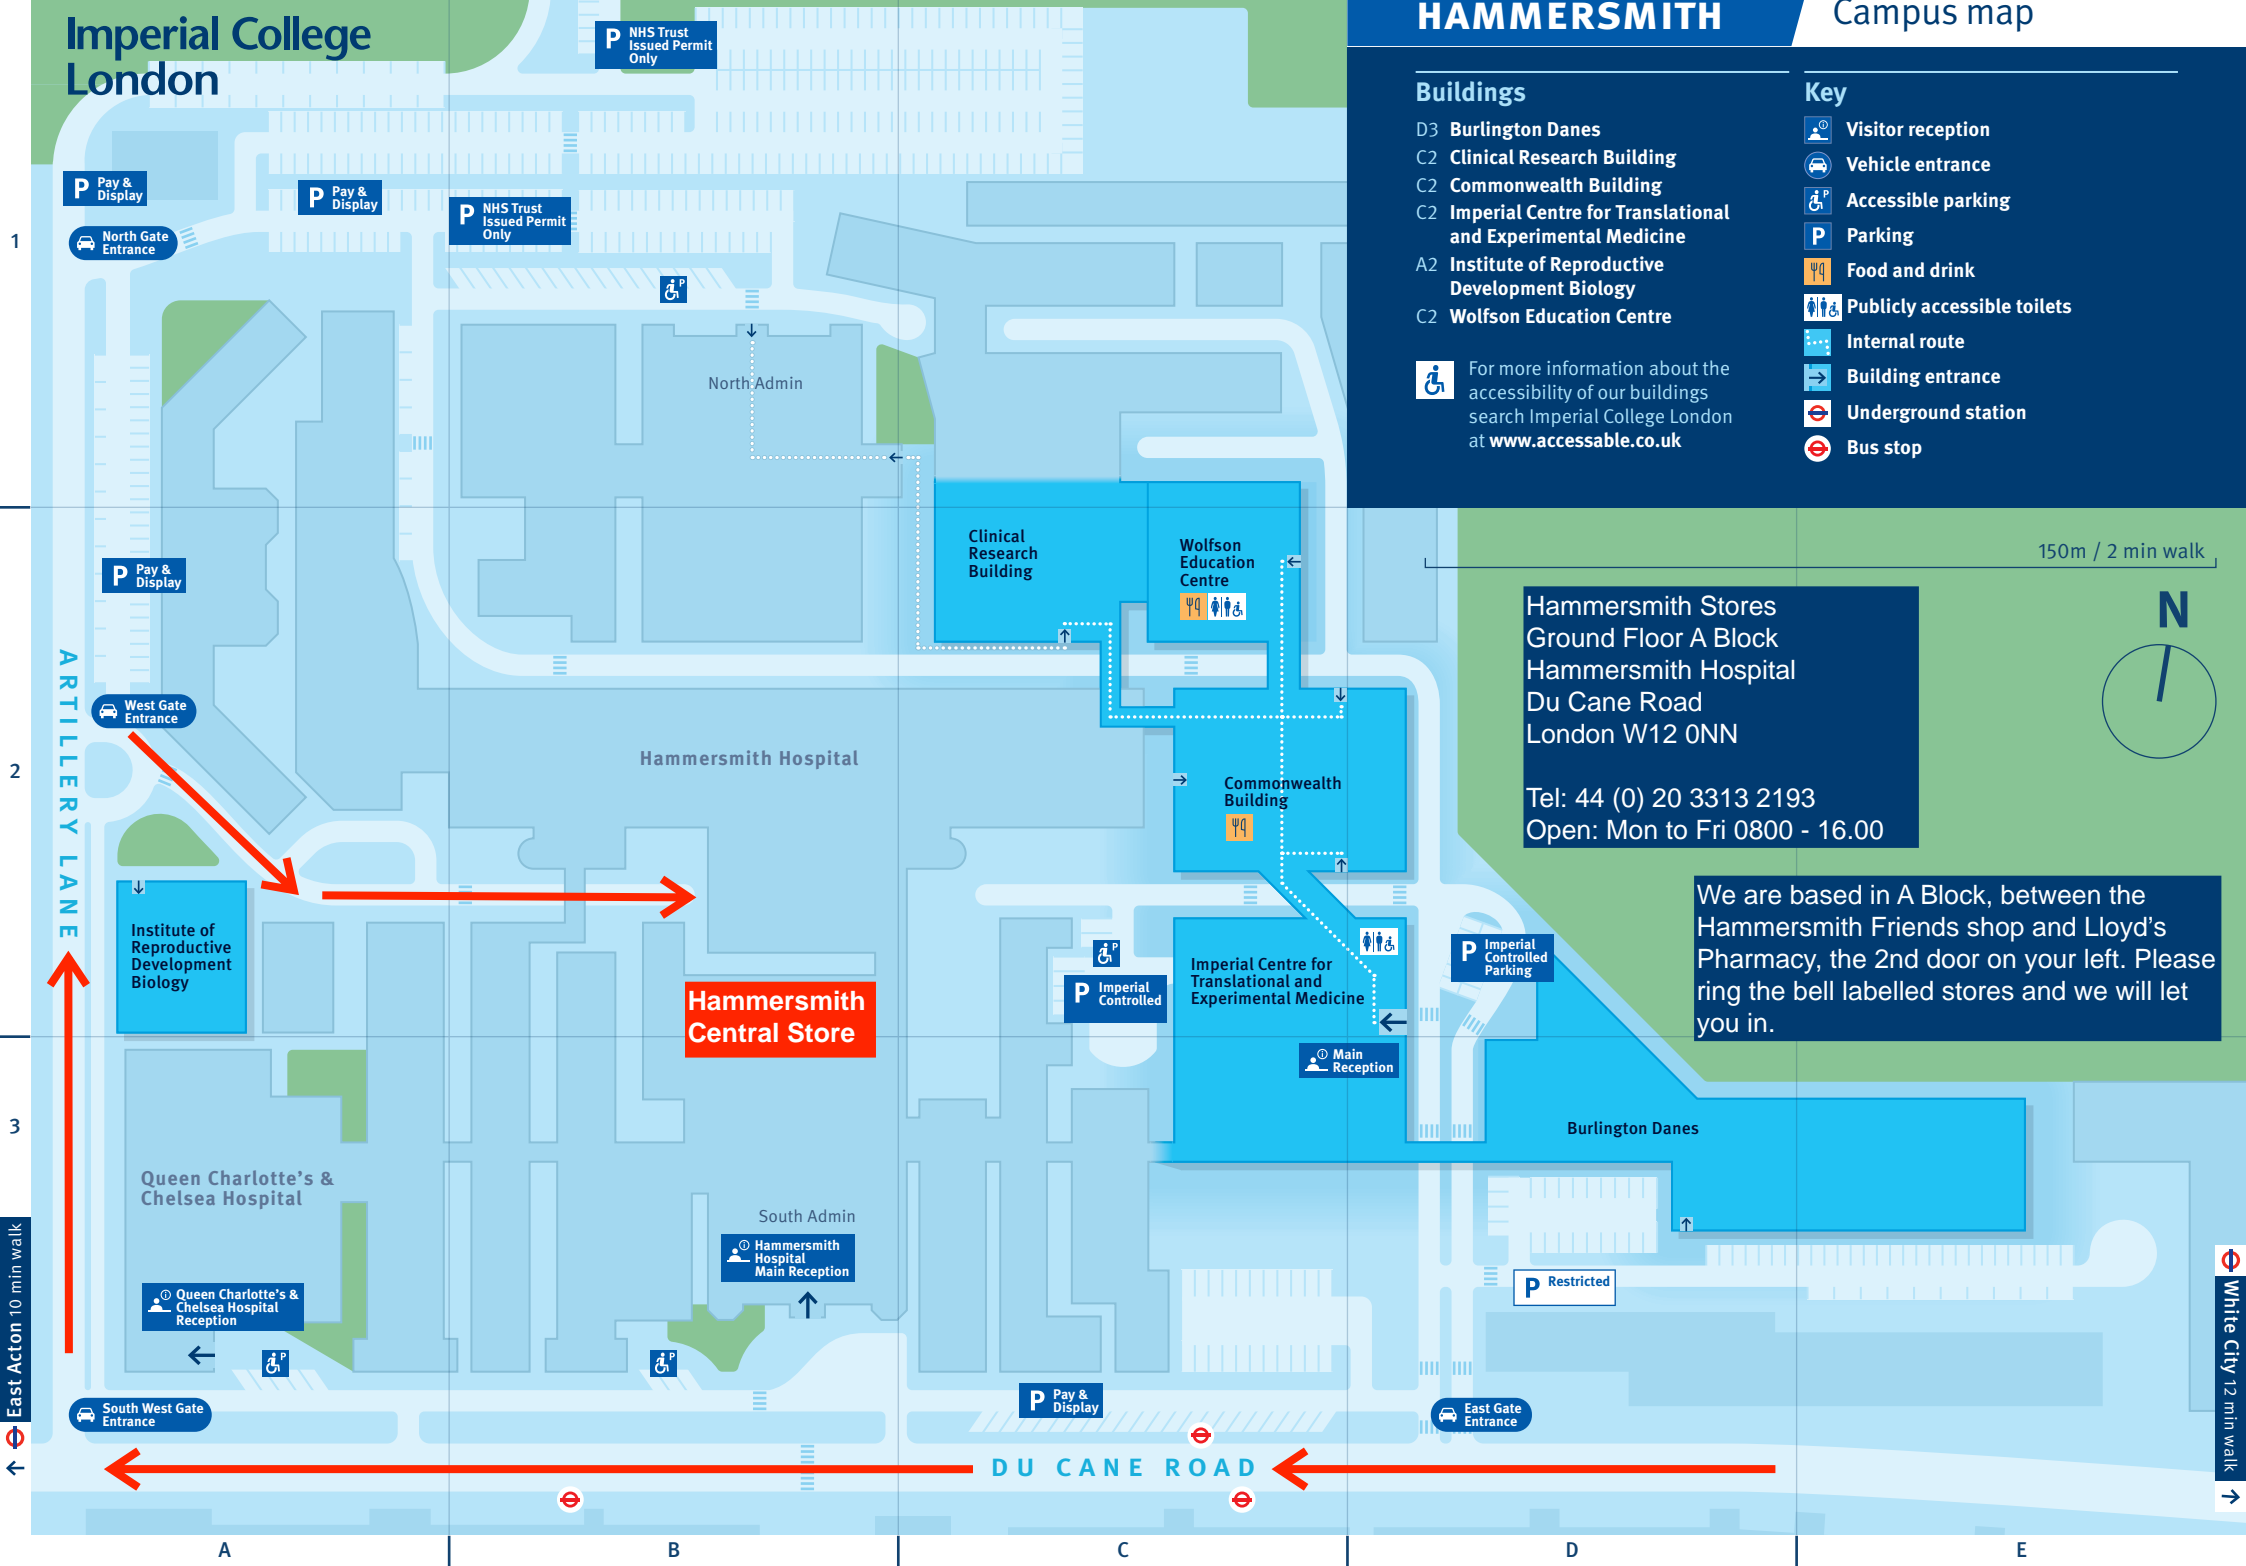 Imperial College
London
HAMMERSMITH
Campus map
Buildings
D3 Burlington Danes
C2 Clinical Research Building
C2 Commonwealth Building
C2 Imperial Centre for Translational
and Experimental Medicine
A2 Institute of Reproductive
Development Biology
C2 Wolfson Education Centre
For more information about the
accessibility of our buildings
search Imperial College London
at www.accessable.co.uk
Key
Visitor reception
Vehicle entrance
Accessible parking
P Parking
Food and drink
Publicly accessible toilets
Internal route
Building entrance
Underground station
Bus stop
P NHS Trust
Issued Permit
Only
P Pay &
Display
P Pay &
Display
P NHS Trust
Issued Permit
Only
North Gate
Entrance
1
P
North Admin
Clinical
Research
Building
Wolfson
Education
Centre
150m / 2 min walk
N
P Pay &
Display
Hammersmith Stores
Ground Floor A Block
Hammersmith Hospital
Du Cane Road
London W12 0NN
Tel: 44 (0) 20 3313 2193
Open: Mon to Fri 0800 - 16.00
ARTILLERY LANE
West Gate
Entrance
2
Hammersmith Hospital
Commonwealth
Building
We are based in A Block, between the
Hammersmith Friends shop and Lloyd's
Pharmacy, the 2nd door on your left. Please
ring the bell labelled stores and we will let
you in.
Institute of
Reproductive
Development
Biology
P
P Imperial
Controlled
Imperial Centre for
Translational and
Experimental Medicine
P Imperial
Controlled
Parking
Hammersmith
Central Store
Main
Reception
3
Burlington Danes
Queen Charlotte's &
Chelsea Hospital
South Admin
Hammersmith
Hospital
Main Reception
Queen Charlotte's &
Chelsea Hospital
Reception
P Restricted
East Acton 10 min walk
White City 12 min walk
P
P
P Pay &
Display
South West Gate
Entrance
East Gate
Entrance
DU CANE ROAD
A
B
C
D
E